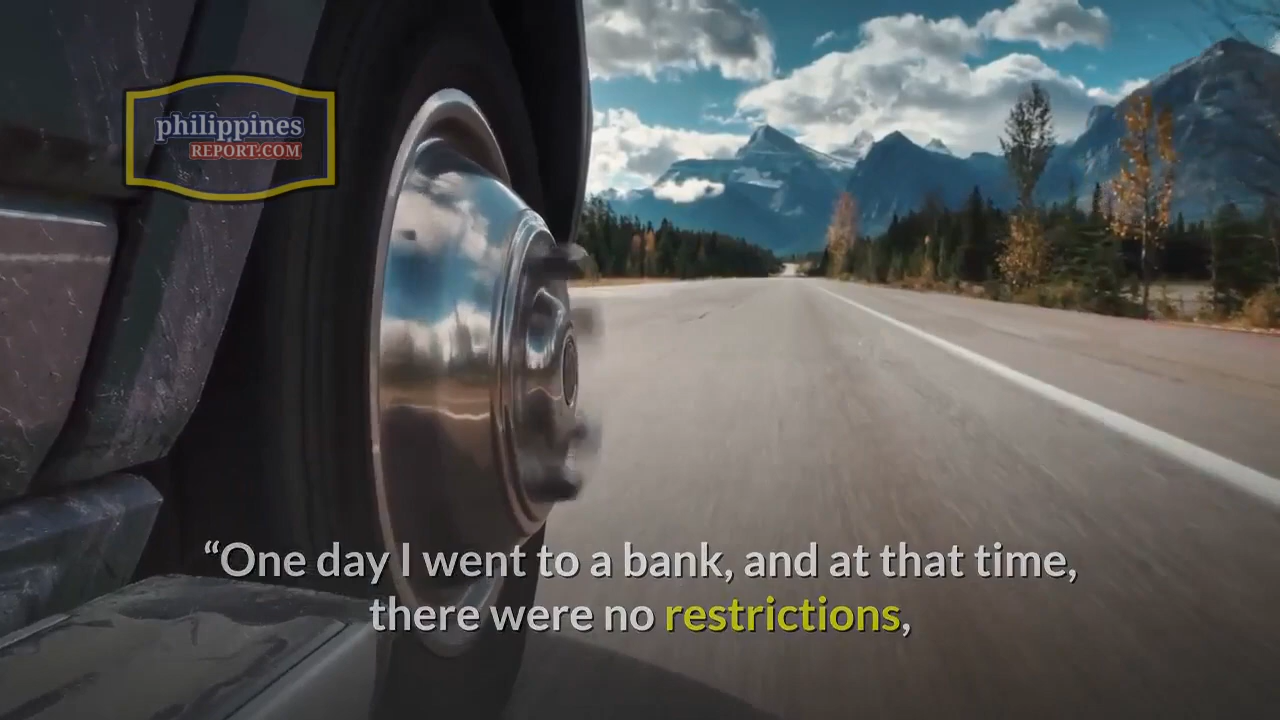 philippines
REPORT.COM
“One day I went to a bank, and at that time,
there were no restrictions,